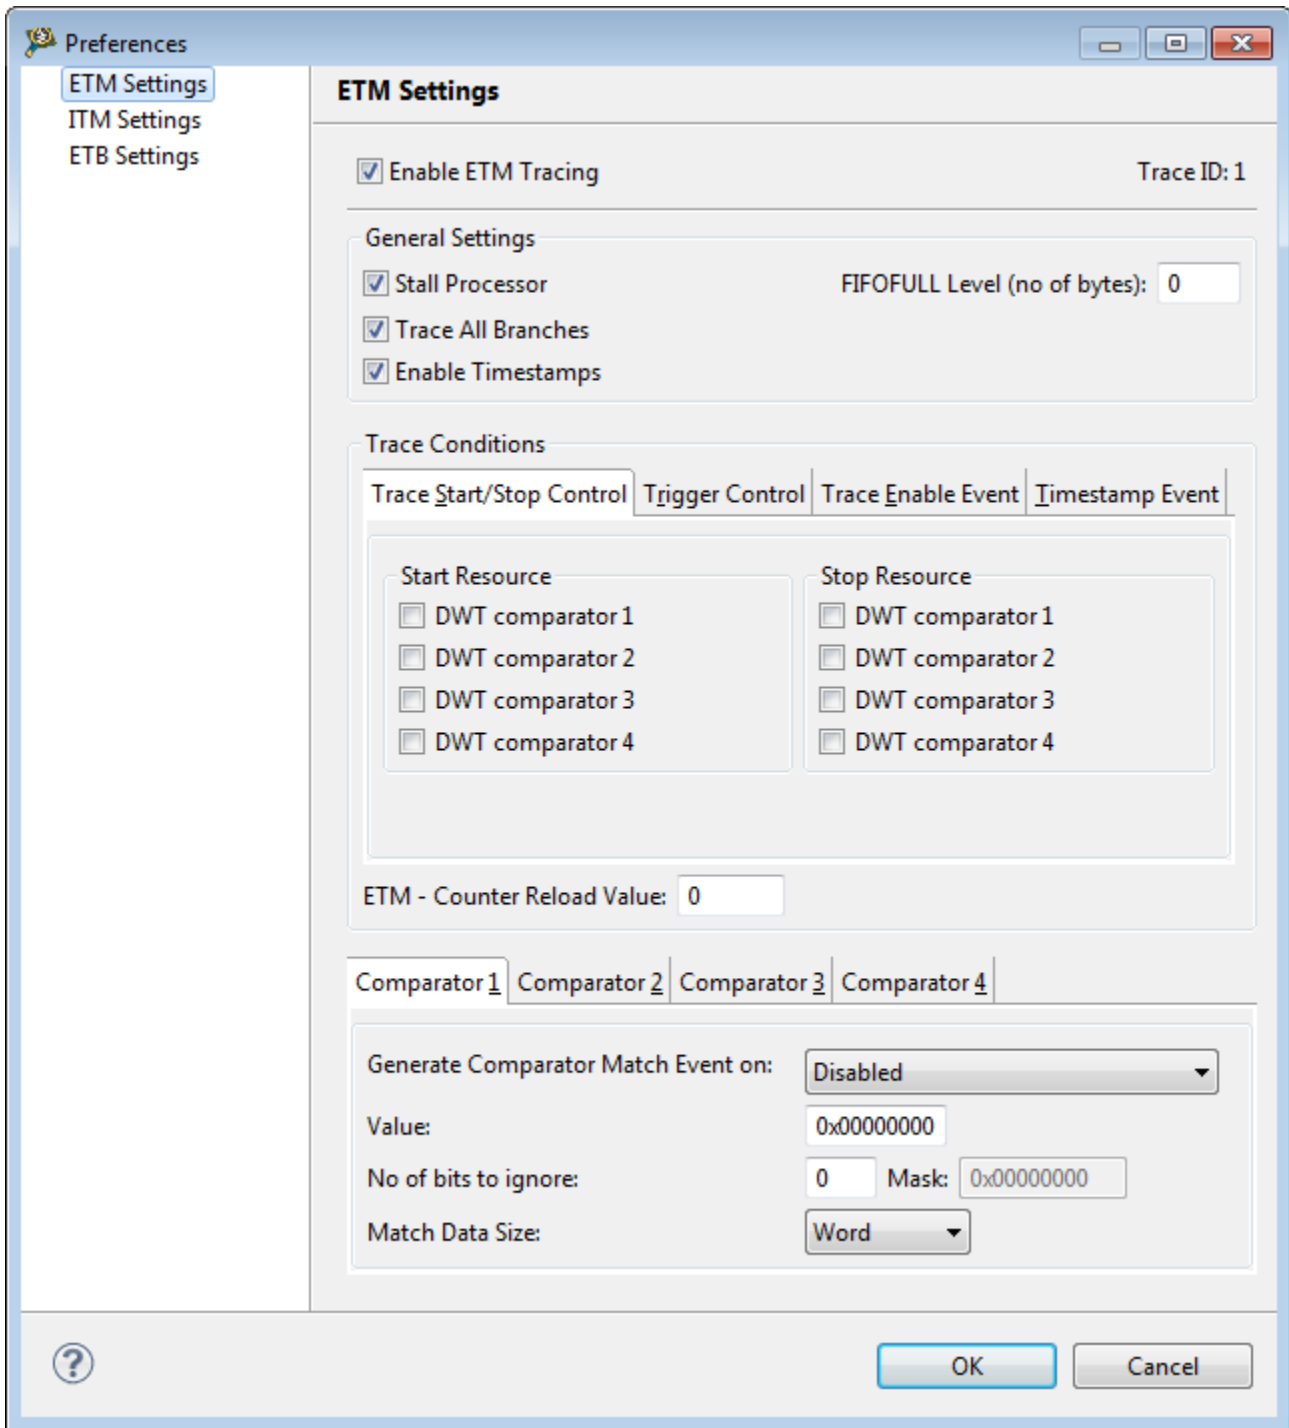 Preferences
ETM Settings
ITM Settings
ETB Settings
ETM Settings
Enable ETM Tracing
Trace ID: 1
General Settings
Stall Processor
FIFOFULL Level (no of bytes): 0
Trace All Branches
Enable Timestamps
Trace Conditions
Trace Start/Stop Control Trigger Control Trace Enable Event Timestamp Event
Start Resource
DWT comparator 1
DWT comparator 2
DWT comparator 3
DWT comparator 4
Stop Resource
DWT comparator 1
DWT comparator 2
DWT comparator 3
DWT comparator 4
ETM - Counter Reload Value: 0
Comparator 1 Comparator 2 Comparator 3 Comparator 4
Generate Comparator Match Event on: Disabled
Value: 0x00000000
No of bits to ignore: 0 Mask: 0x00000000
Match Data Size: Word
?
OK Cancel